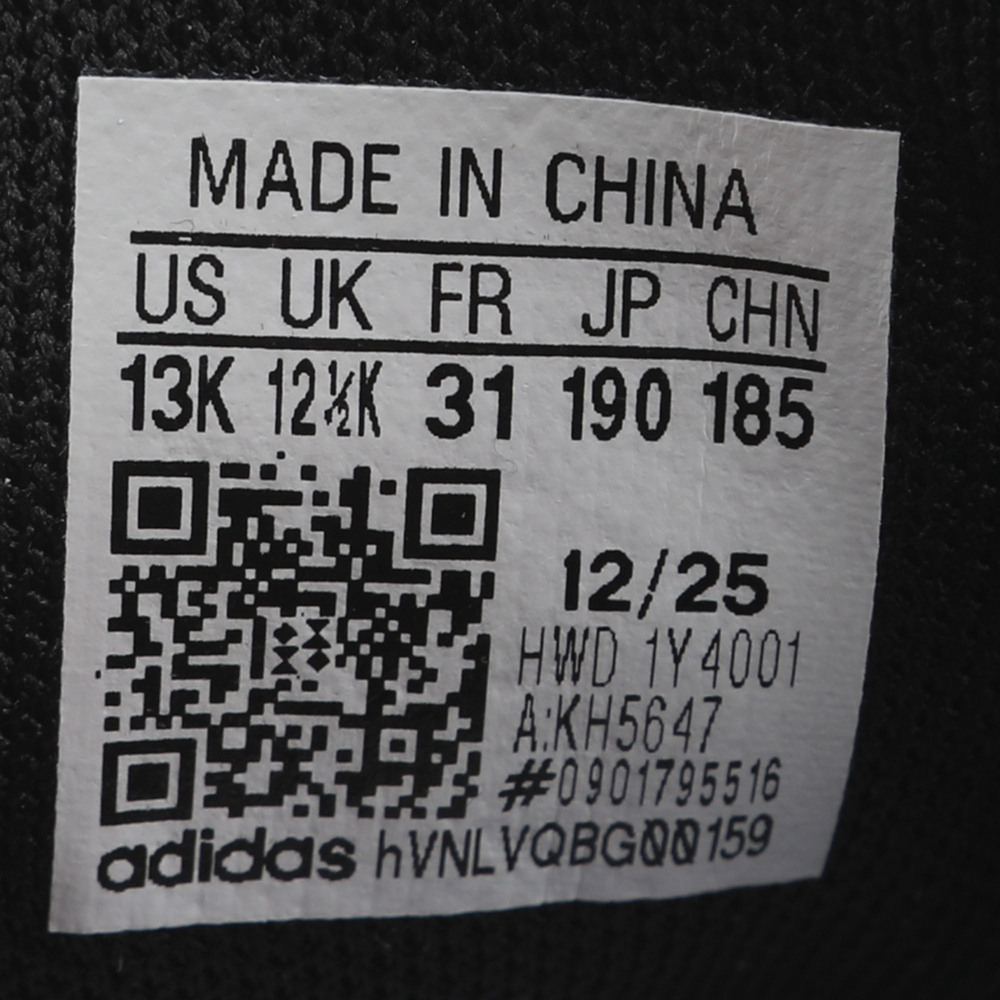 MADE IN CHINA
US UK FR JP CHN
13K 12½K 31 190 185
12/25
HWD 1Y4001
A:KH5647
#0901795516
adidas hVNLVQBG00159